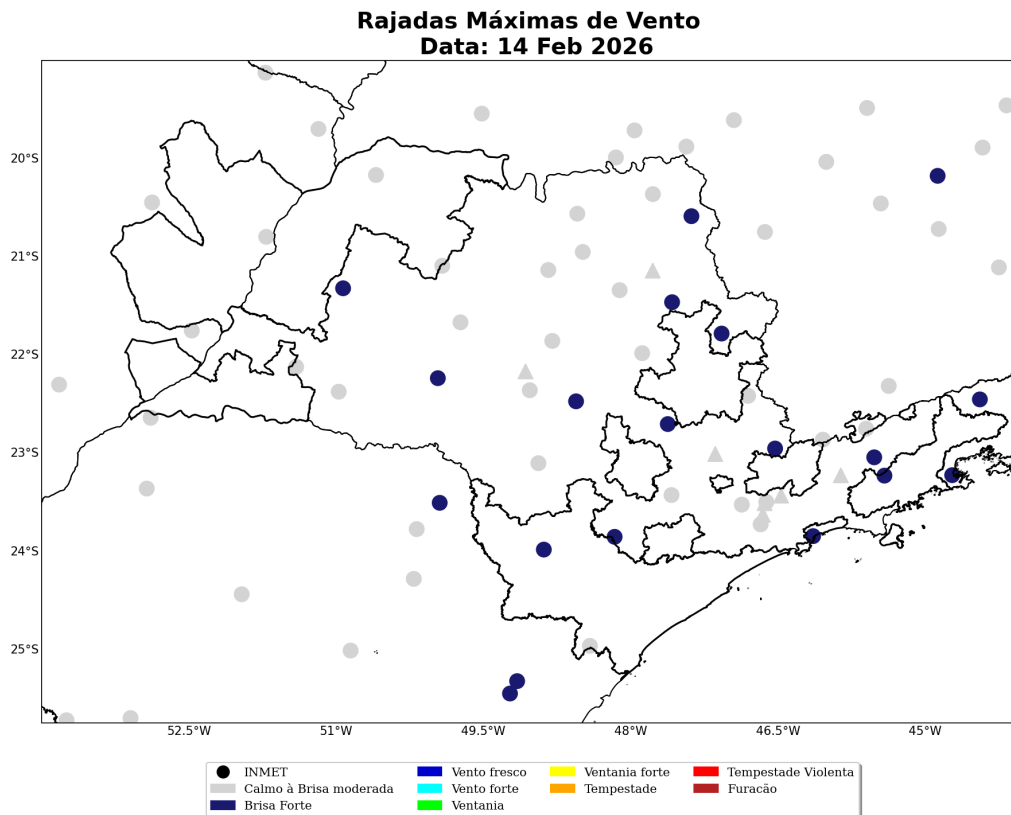 Rajadas Máximas de Vento
Data: 14 Feb 2026
20°S
21°S
22°S
23°S
24°S
25°S
52.5°W 51°W 49.5°W 48°W 46.5°W 45°W
INMET
Calmo à Brisa moderada
Brisa Forte
Vento fresco
Vento forte
Ventania
Ventania forte
Tempestade
Tempestade Violenta
Furacão